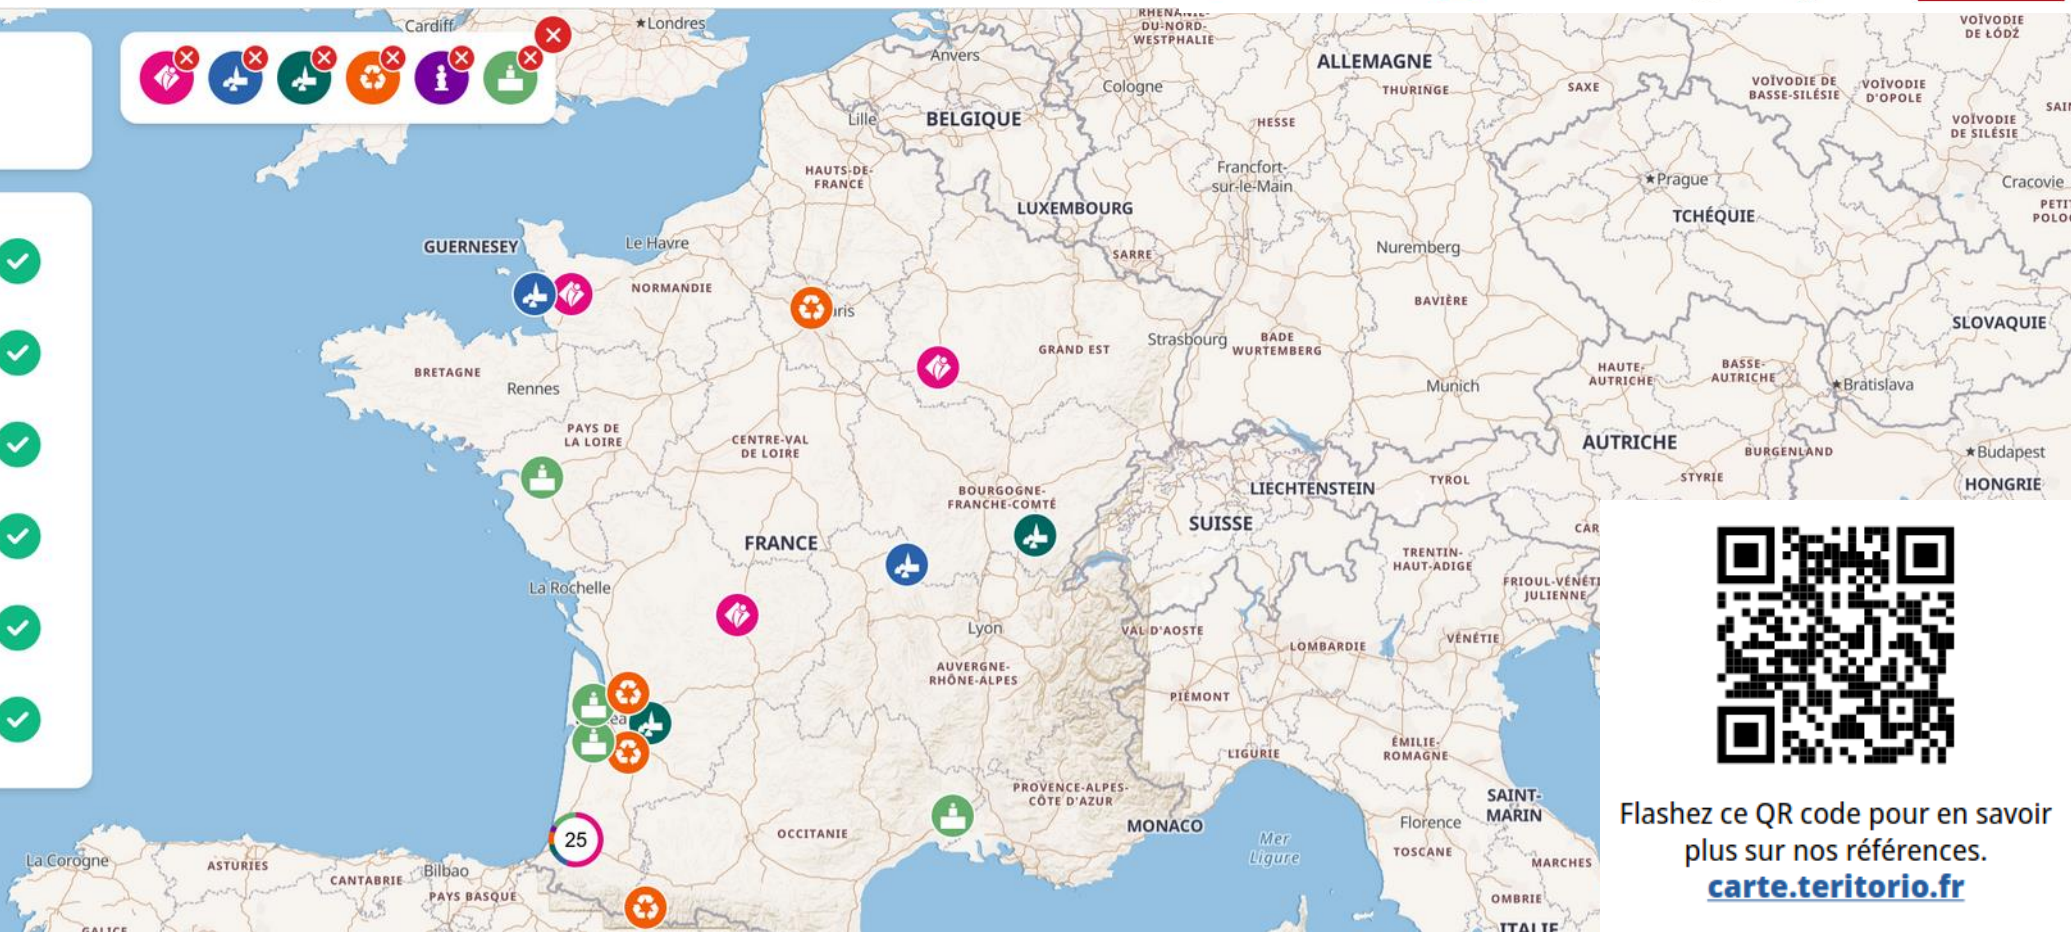 Cardiff
★Londres
RHÉNANIE-
DU-NORD-
WESTPHALIE
VOÏVODIE
DE ŁÓDŹ
Anvers
ALLEMAGNE
Cologne
THURINGE
SAXE
VOÏVODIE DE
BASSE-SILÉSIE
VOÏVODIE
D'OPOLE
Lille
BELGIQUE
HESSE
VOÏVODIE
DE SILÉSIE
HAUTS-DE-
FRANCE
Francfort-
sur-le-Main
★Prague
Cracovie
LUXEMBOURG
TCHÉQUIE
GUERNESEY
Le Havre
SARRE
Nuremberg
NORMANDIE
BAVIÈRE
GRAND EST
Strasbourg
BADE
WURTEMBERG
SLOVAQUIE
BRETAGNE
Rennes
Munich
HAUTE-
AUTRICHE
BASSE-
AUTRICHE
★Bratislava
PAYS DE
LA LOIRE
CENTRE-VAL
DE LOIRE
AUTRICHE
BURGENLAND
★Budapest
BOURGOGNE-
FRANCHE-COMTÉ
LIECHTENSTEIN
TYROL
STYRIE
HONGRIE
SUISSE
FRANCE
TRENTIN-
HAUT-ADIGE
La Rochelle
FRIOUL-VÉNÉTI
JULIENNE
Lyon
VAL D'AOSTE
LOMBARDIE
VÉNÉTIE
AUVERGNE-
RHÔNE-ALPES
PIÉMONT
LIGURIE
ÉMILIE-
ROMAGNE
PROVENCE-ALPES-
CÔTE D'AZUR
SAINT-
MARIN
MONACO
Florence
OCCITANIE
25
Mer
Ligure
TOSCANE
MARCHES
La Corogne
ASTURIES
CANTABRIE
Bilbao
PAYS BASQUE
OMBRIE
GALICE
ITALIE
Flashez ce QR code pour en savoir
plus sur nos références.
carte.teritorio.fr